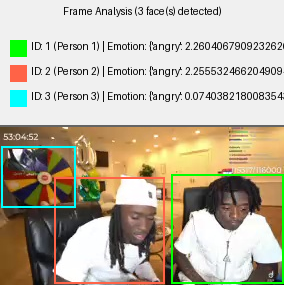 Frame Analysis (3 face(s) detected)
ID: 1 (Person 1) | Emotion: {'angry': 2.260406790923262
ID: 2 (Person 2) | Emotion: {'angry': 2.255532466204909
ID: 3 (Person 3) | Emotion: {'angry': 0.074038218008354
53:04:52